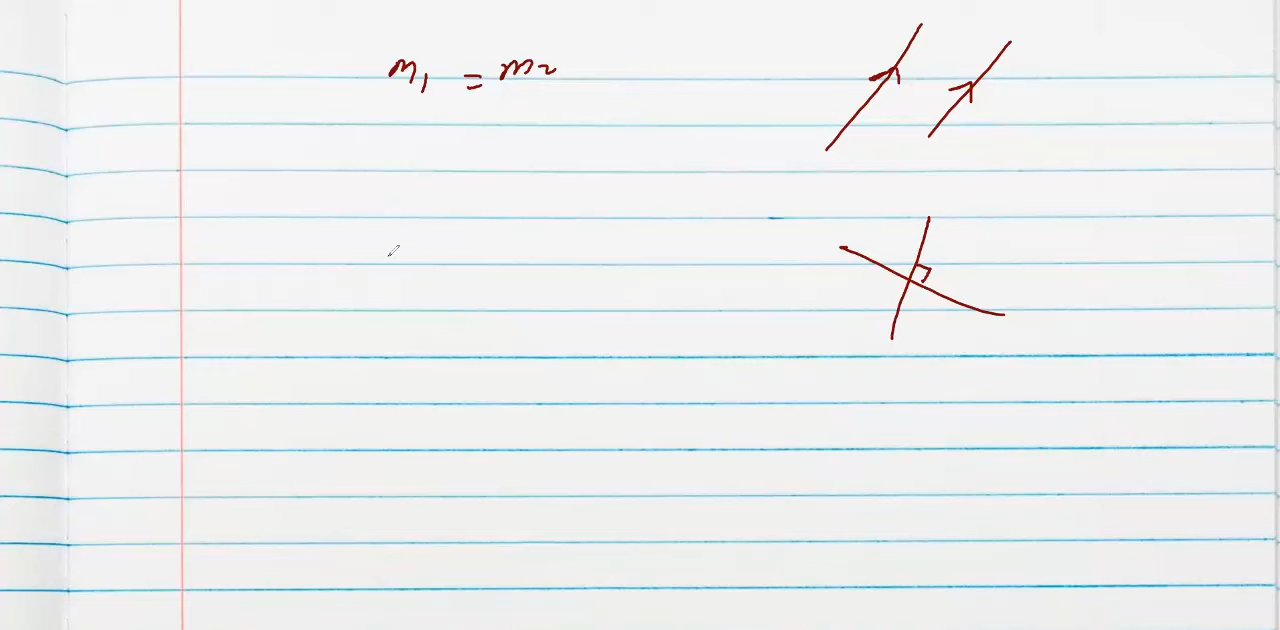 m₁ = m₂